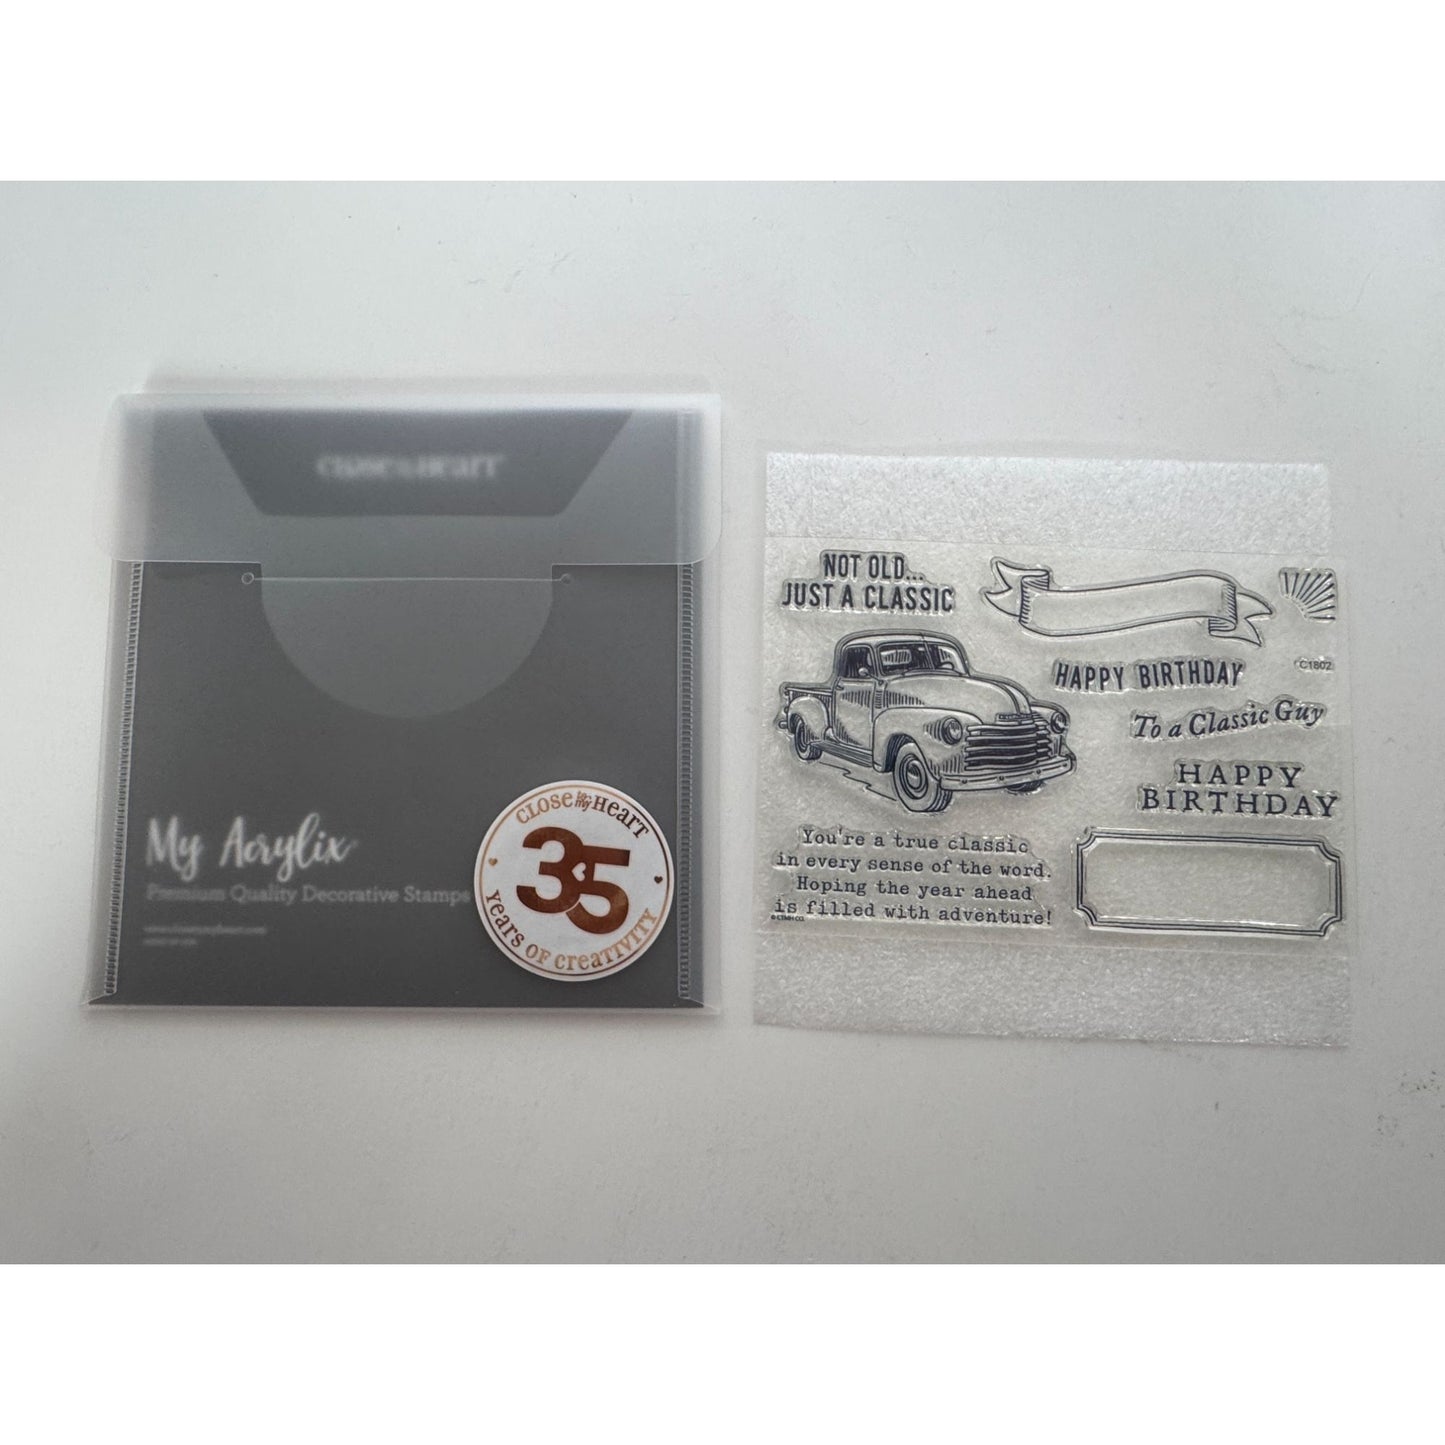 CLOSE TO MY HEART
My Acrylix
Premium Quality Decorative Stamps
CLOSE TO MY HEART
35
YEARS OF CREATIVITY
NOT OLD...
JUST A CLASSIC
HAPPY BIRTHDAY
C1802
To a Classic Guy
HAPPY
BIRTHDAY
You're a true classic
in every sense of the word.
Hoping the year ahead
is filled with adventure!
© CTMH CO.